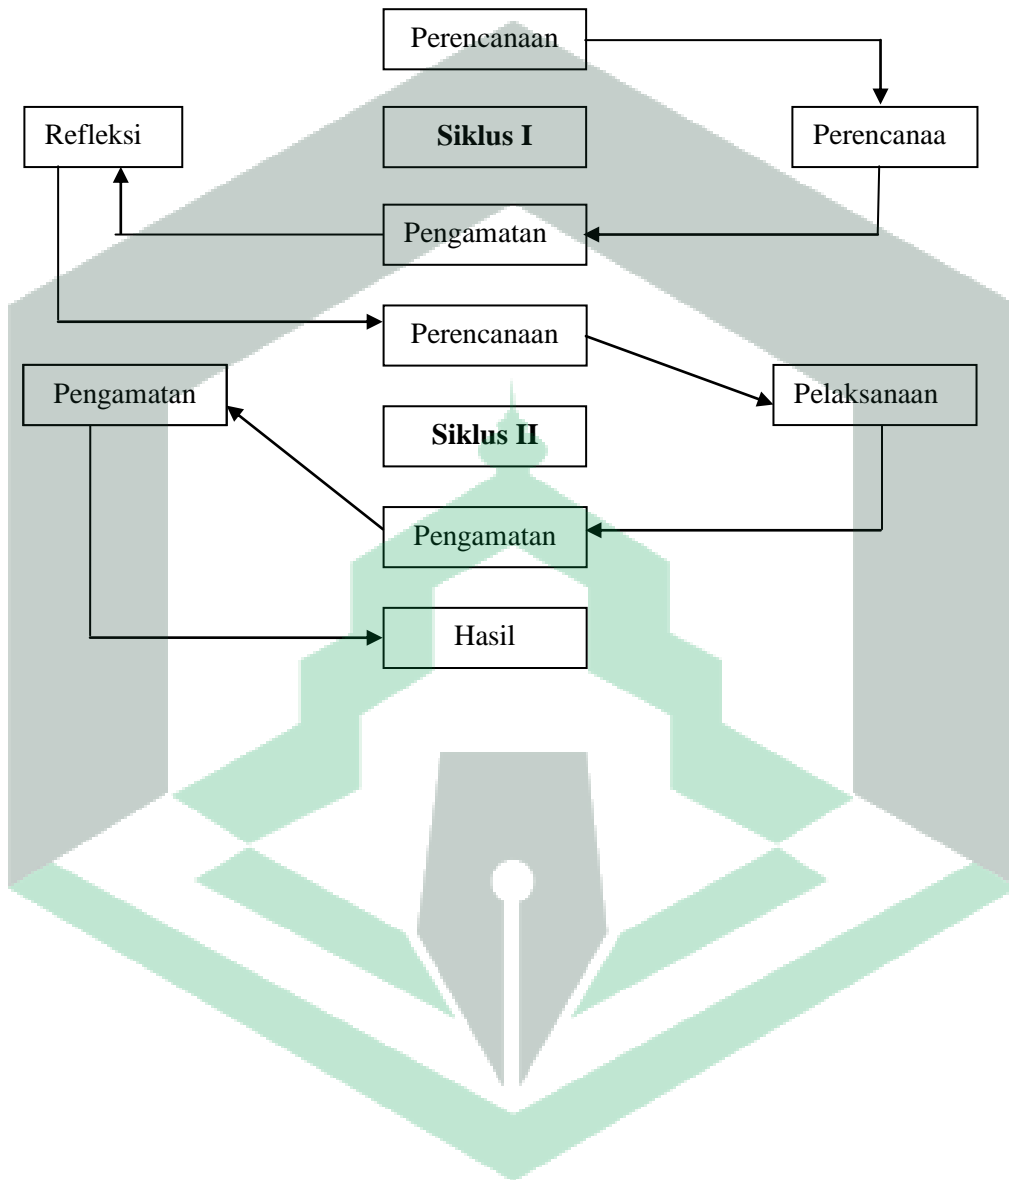 Perencanaan
Refleksi
Siklus I
Perencanaa
Pengamatan
Perencanaan
Pengamatan
Pelaksanaan
Siklus II
Pengamatan
Hasil